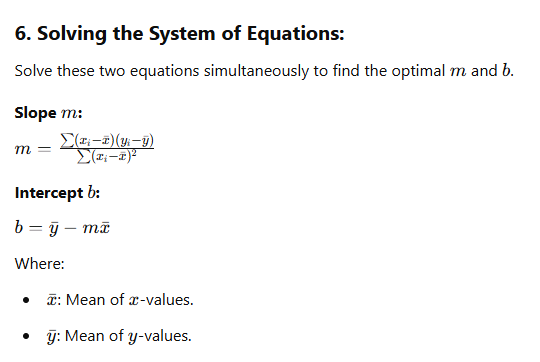 6. Solving the System of Equations:
Solve these two equations simultaneously to find the optimal m and b.
Slope m:
m = ∑(xᵢ−x̄)(yᵢ−ȳ) / ∑(xᵢ−x̄)²
Intercept b:
b = ȳ − mx̄
Where:
• x̄: Mean of x-values.
• ȳ: Mean of y-values.